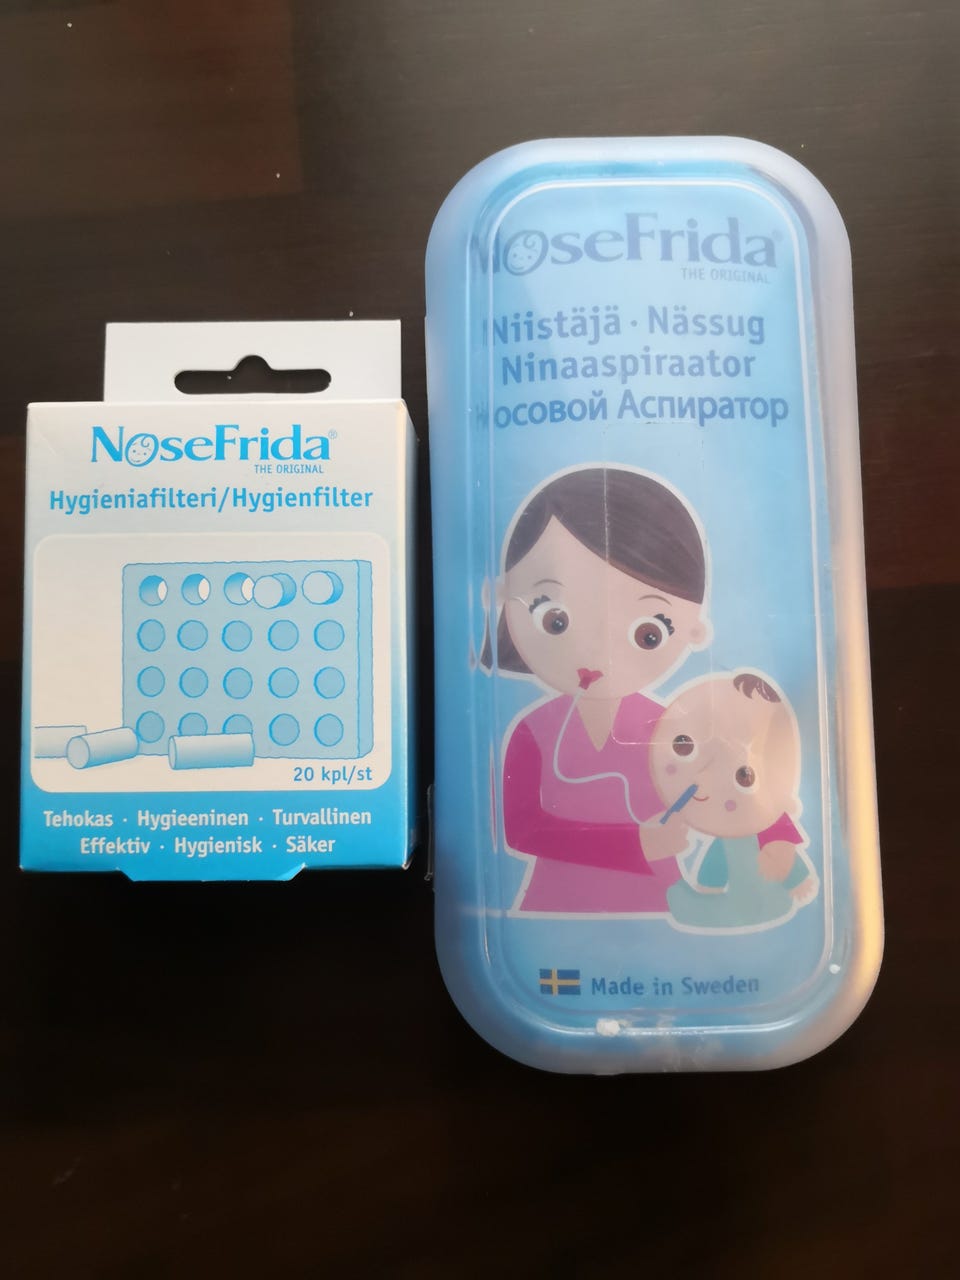 NoseFrida®
THE ORIGINAL
Hygieniafilteri/Hygienfilter
20 kpl/st
Tehokas · Hygieeninen · Turvallinen
Effektiv · Hygienisk · Säker
NoseFrida®
THE ORIGINAL
Niistäjä · Nässug
Ninaaspiraator
Носовой Аспиратор
Made in Sweden